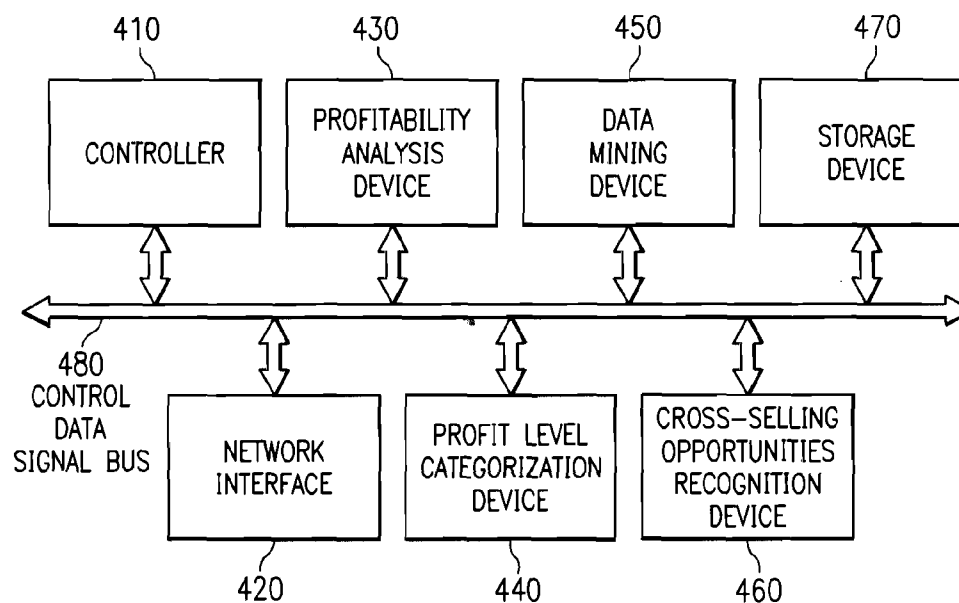 410
430
450
470
CONTROLLER
PROFITABILITY
ANALYSIS
DEVICE
DATA
MINING
DEVICE
STORAGE
DEVICE
480
CONTROL
DATA
SIGNAL BUS
NETWORK
INTERFACE
PROFIT LEVEL
CATEGORIZATION
DEVICE
CROSS-SELLING
OPPORTUNITIES
RECOGNITION
DEVICE
420
440
460